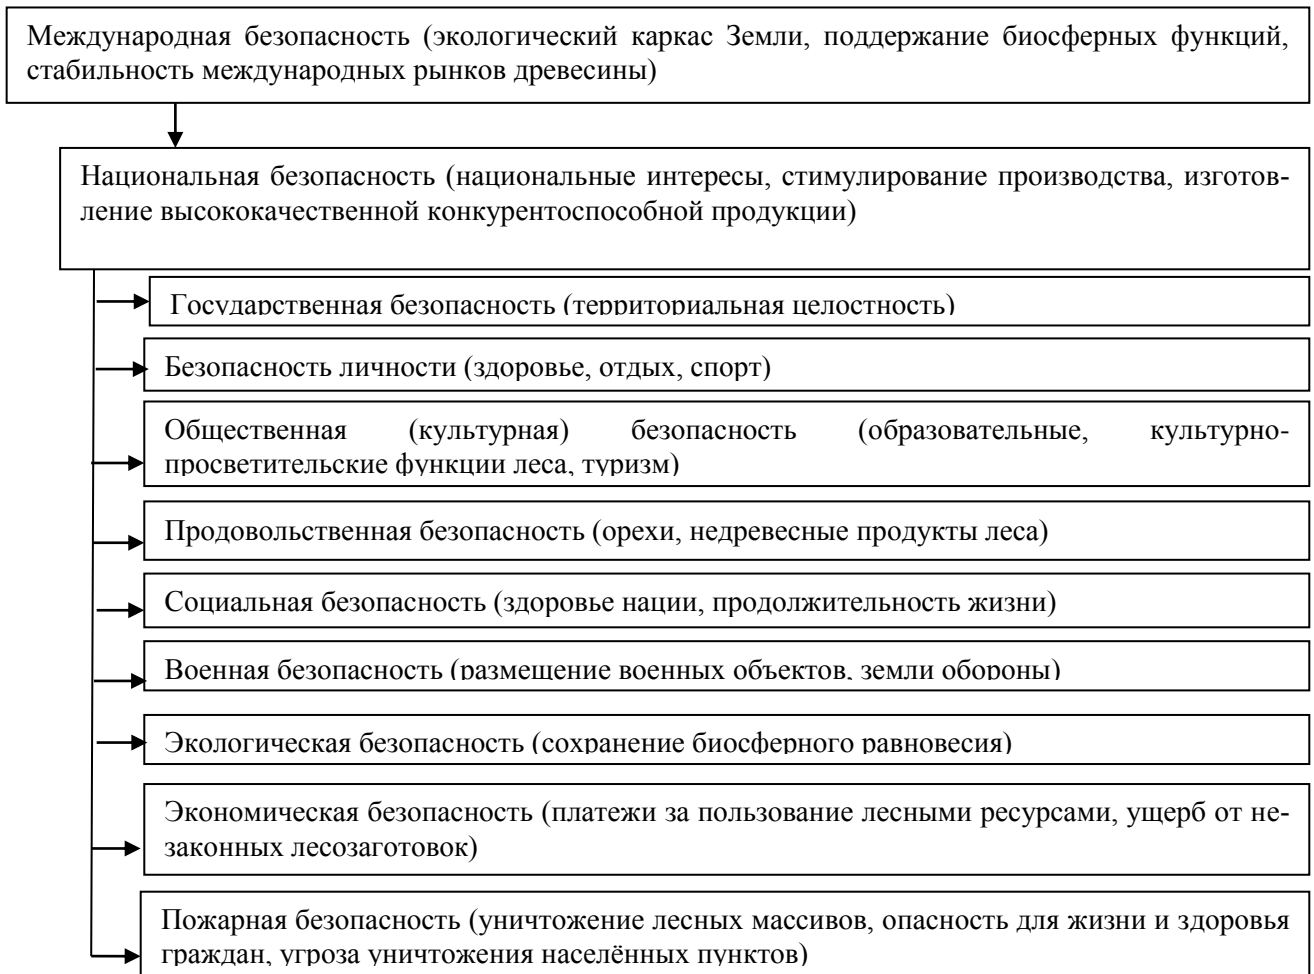 Международная безопасность (экологический каркас Земли, поддержание биосферных функций,
стабильность международных рынков древесины)
Национальная безопасность (национальные интересы, стимулирование производства, изготов-
ление высококачественной конкурентоспособной продукции)
Государственная безопасность (территориальная целостность)
Безопасность личности (здоровье, отдых, спорт)
Общественная (культурная) безопасность (образовательные, культурно-
просветительские функции леса, туризм)
Продовольственная безопасность (орехи, недревесные продукты леса)
Социальная безопасность (здоровье нации, продолжительность жизни)
Военная безопасность (размещение военных объектов, земли обороны)
Экологическая безопасность (сохранение биосферного равновесия)
Экономическая безопасность (платежи за пользование лесными ресурсами, ущерб от не-
законных лесозаготовок)
Пожарная безопасность (уничтожение лесных массивов, опасность для жизни и здоровья
граждан, угроза уничтожения населённых пунктов)